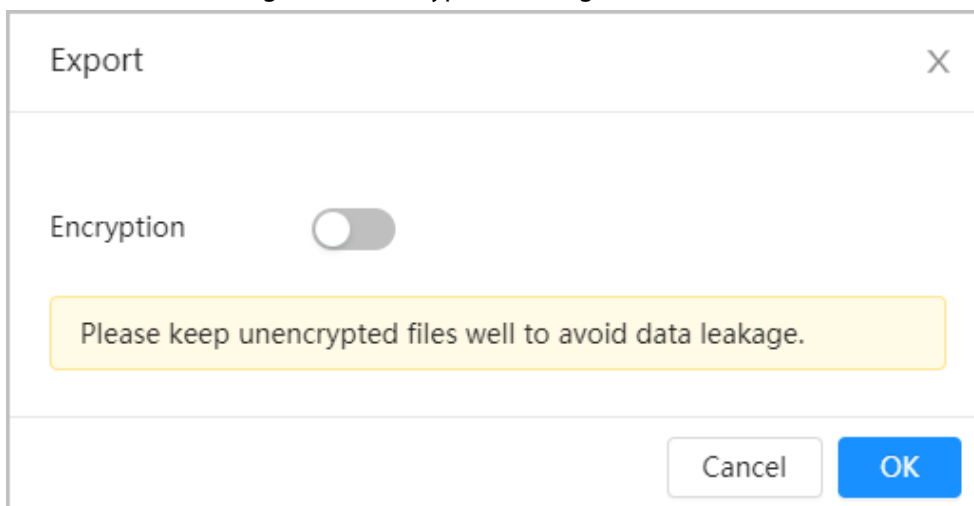 Export
X
Encryption
Please keep unencrypted files well to avoid data leakage.
Cancel OK